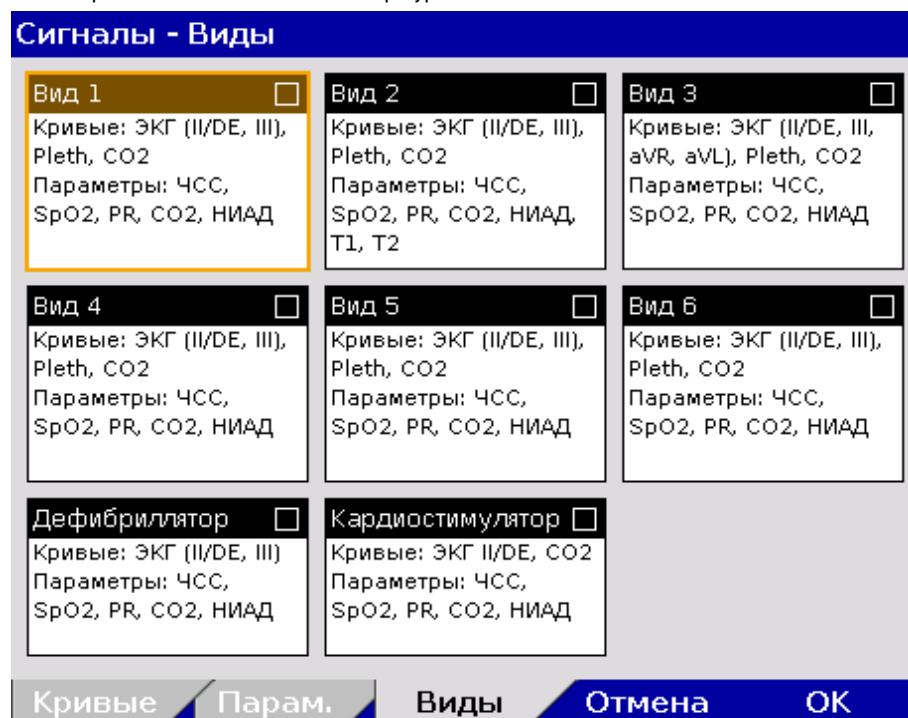 Сигналы - Виды
Вид 1
Кривые: ЭКГ (II/DE, III),
Pleth, CO2
Параметры: ЧСС,
SpO2, PR, CO2, НИАД
Вид 2
Кривые: ЭКГ (II/DE, III),
Pleth, CO2
Параметры: ЧСС,
SpO2, PR, CO2, НИАД,
T1, T2
Вид 3
Кривые: ЭКГ (II/DE, III,
aVR, aVL), Pleth, CO2
Параметры: ЧСС,
SpO2, PR, CO2, НИАД
Вид 4
Кривые: ЭКГ (II/DE, III),
Pleth, CO2
Параметры: ЧСС,
SpO2, PR, CO2, НИАД
Вид 5
Кривые: ЭКГ (II/DE, III),
Pleth, CO2
Параметры: ЧСС,
SpO2, PR, CO2, НИАД
Вид 6
Кривые: ЭКГ (II/DE, III),
Pleth, CO2
Параметры: ЧСС,
SpO2, PR, CO2, НИАД
Дефибриллятор
Кривые: ЭКГ (II/DE, III)
Параметры: ЧСС,
SpO2, PR, CO2, НИАД
Кардиостимулятор
Кривые: ЭКГ II/DE, CO2
Параметры: ЧСС,
SpO2, PR, CO2, НИАД
Кривые Парам. Виды Отмена OK